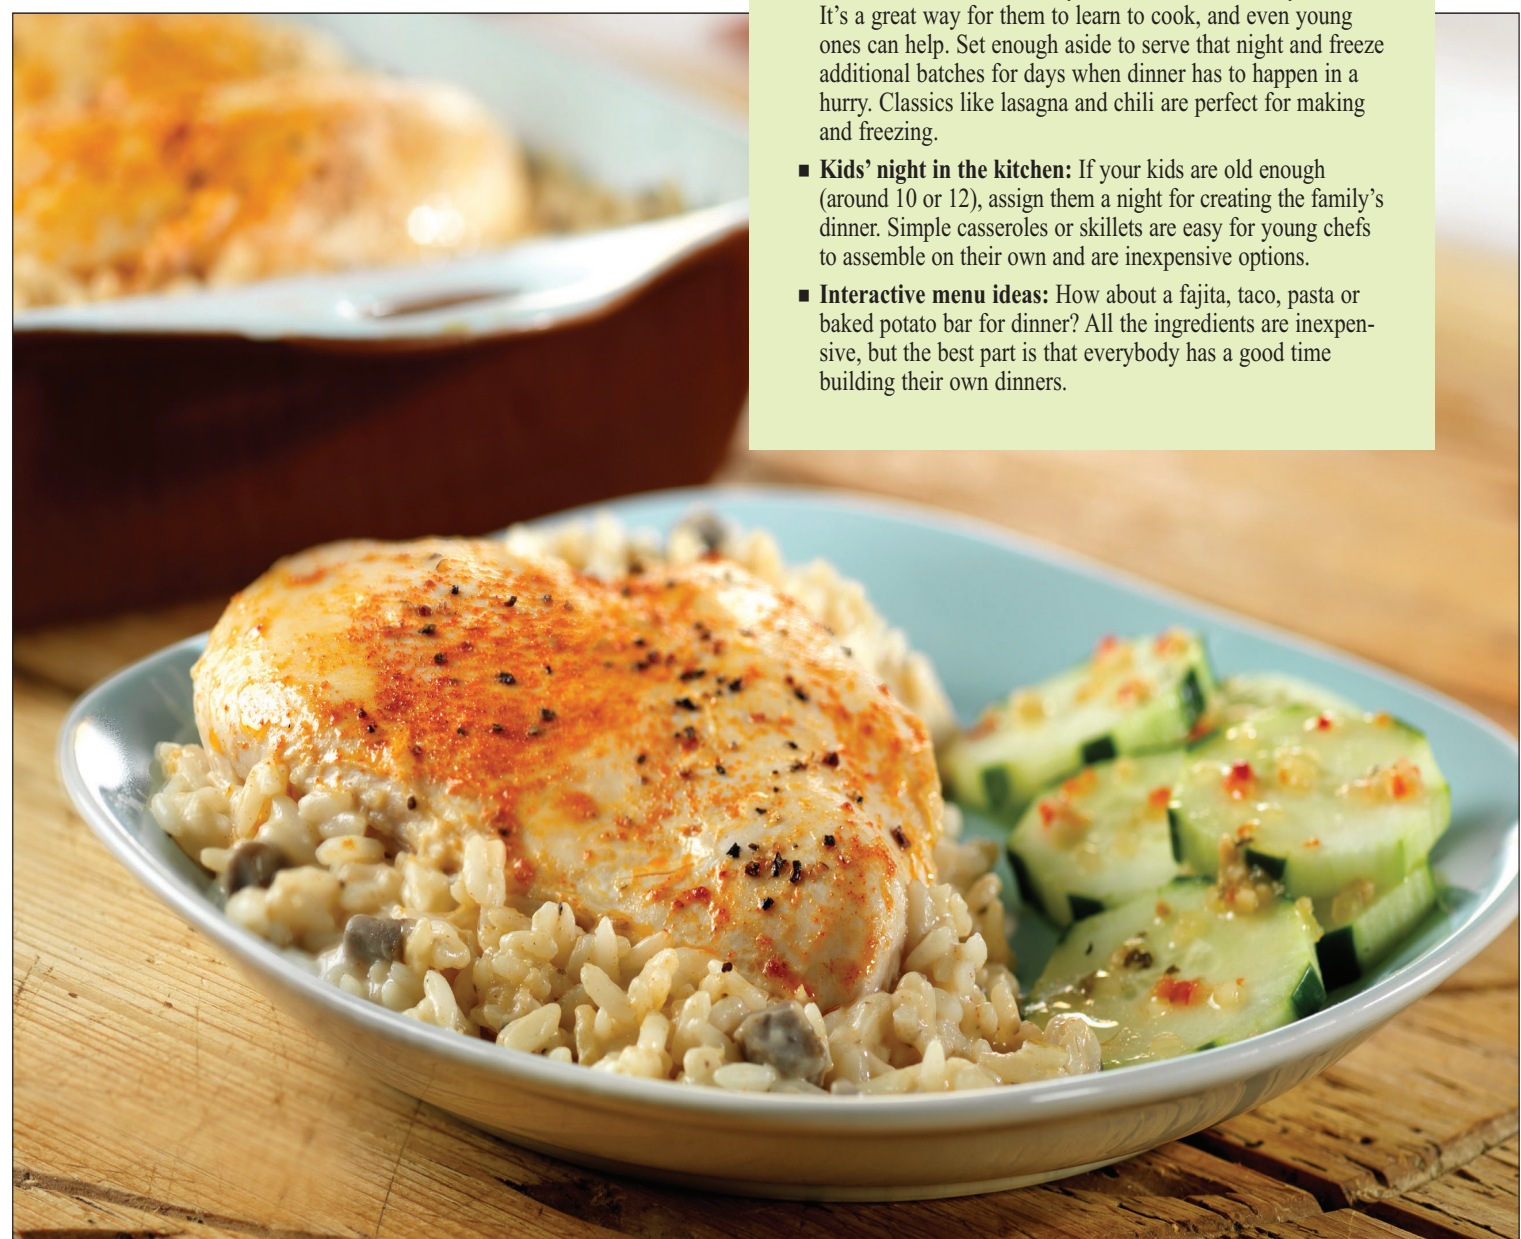 It's a great way for them to learn to cook, and even young
ones can help. Set enough aside to serve that night and freeze
additional batches for days when dinner has to happen in a
hurry. Classics like lasagna and chili are perfect for making
and freezing.
■ Kids' night in the kitchen: If your kids are old enough
(around 10 or 12), assign them a night for creating the family's
dinner. Simple casseroles or skillets are easy for young chefs
to assemble on their own and are inexpensive options.
■ Interactive menu ideas: How about a fajita, taco, pasta or
baked potato bar for dinner? All the ingredients are inexpen-
sive, but the best part is that everybody has a good time
building their own dinners.